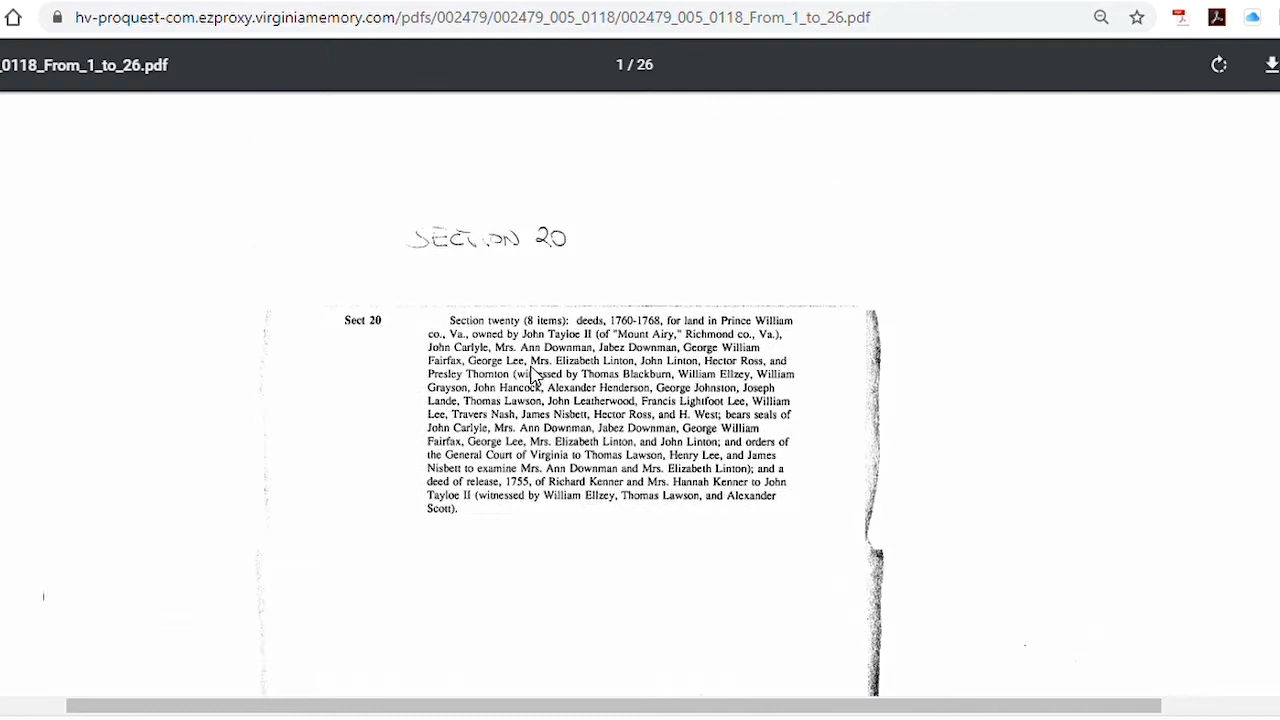 hv-proquest-com.ezproxy.virginiamemory.com/pdfs/002472/002479_005_0118/002479_005_0118_From_1_to_26.pdf
_0118_From_1_to_26.pdf
1 / 26
SECTION 20
Sect 20
Section twenty (8 items): deeds, 1760-1768, for land in Prince William
co., Va., owned by John Tayloe II (of "Mount Airy," Richmond co., Va.),
John Carlyle, Mrs. Ann Downman, Jabez Downman, George William
Fairfax, George Lee, Mrs. Elizabeth Linton, John Linton, Hector Ross, and
Presley Thornton (witnessed by Thomas Blackburn, William Ellzey, William
Grayson, John Hancock, Alexander Henderson, George Johnston, Joseph
Lande, Thomas Lawson, John Leatherwood, Francis Lightfoot Lee, William
Lee, Travers Nash, James Nisbett, Hector Ross, and H. West; bears seals of
John Carlyle, Mrs. Ann Downman, Jabez Downman, George William
Fairfax, George Lee, Mrs. Elizabeth Linton, and John Linton; and orders of
the General Court of Virginia to Thomas Lawson, Henry Lee, and James
Nisbett to examine Mrs. Ann Downman and Mrs. Elizabeth Linton); and a
deed of release, 1755, of Richard Kenner and Mrs. Hannah Kenner to John
Tayloe II (witnessed by William Ellzey, Thomas Lawson, and Alexander
Scott).